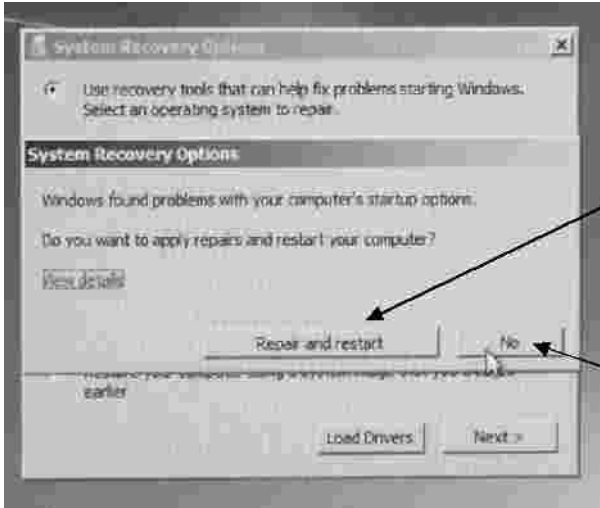 System Recovery Options
Use recovery tools that can help fix problems starting Windows.
Select an operating system to repair.
System Recovery Options
Windows found problems with your computer's startup options.
Do you want to apply repairs and restart your computer?
View details
Repair and restart
No
earlier
Load Drivers
Next >